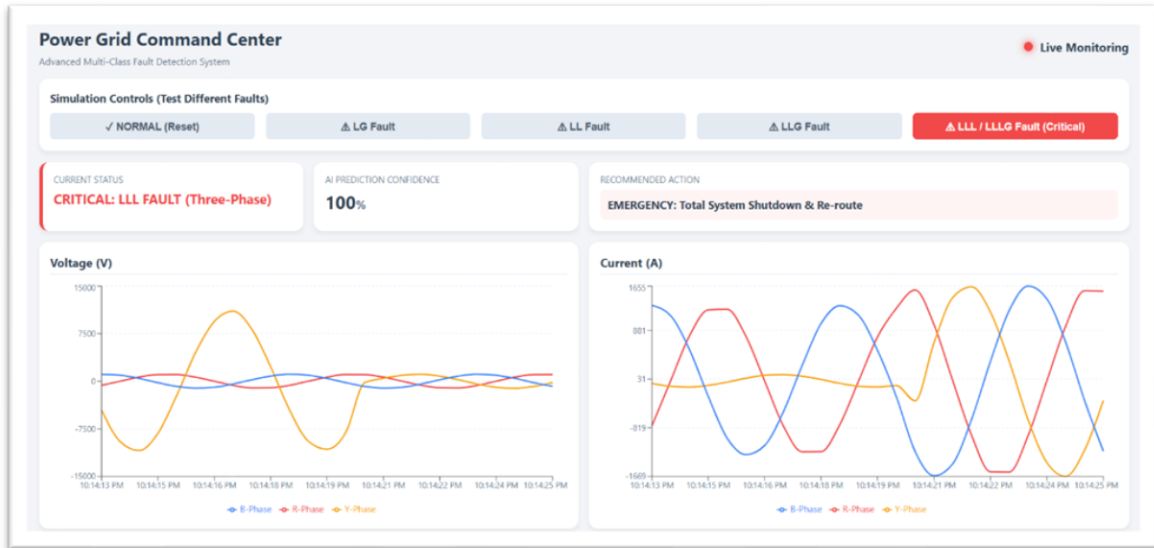 Power Grid Command Center
Advanced Multi-Class Fault Detection System
Live Monitoring
Simulation Controls (Test Different Faults)
✓ NORMAL (Reset)
⚠ LG Fault
⚠ LL Fault
⚠ LLG Fault
⚠ LLL / LLLG Fault (Critical)
CURRENT STATUS
CRITICAL: LLL FAULT (Three-Phase)
AI PREDICTION CONFIDENCE
100%
RECOMMENDED ACTION
EMERGENCY: Total System Shutdown & Re-route
Voltage (V)
15000
7500
0
-7500
-15000
10:14:13 PM 10:14:15 PM 10:14:16 PM 10:14:18 PM 10:14:19 PM 10:14:21 PM 10:14:22 PM 10:14:24 PM 10:14:25 PM
B-Phase R-Phase Y-Phase
Current (A)
1655
881
31
-819
-1669
10:14:13 PM 10:14:15 PM 10:14:16 PM 10:14:18 PM 10:14:19 PM 10:14:21 PM 10:14:22 PM 10:14:24 PM 10:14:25 PM
B-Phase R-Phase Y-Phase